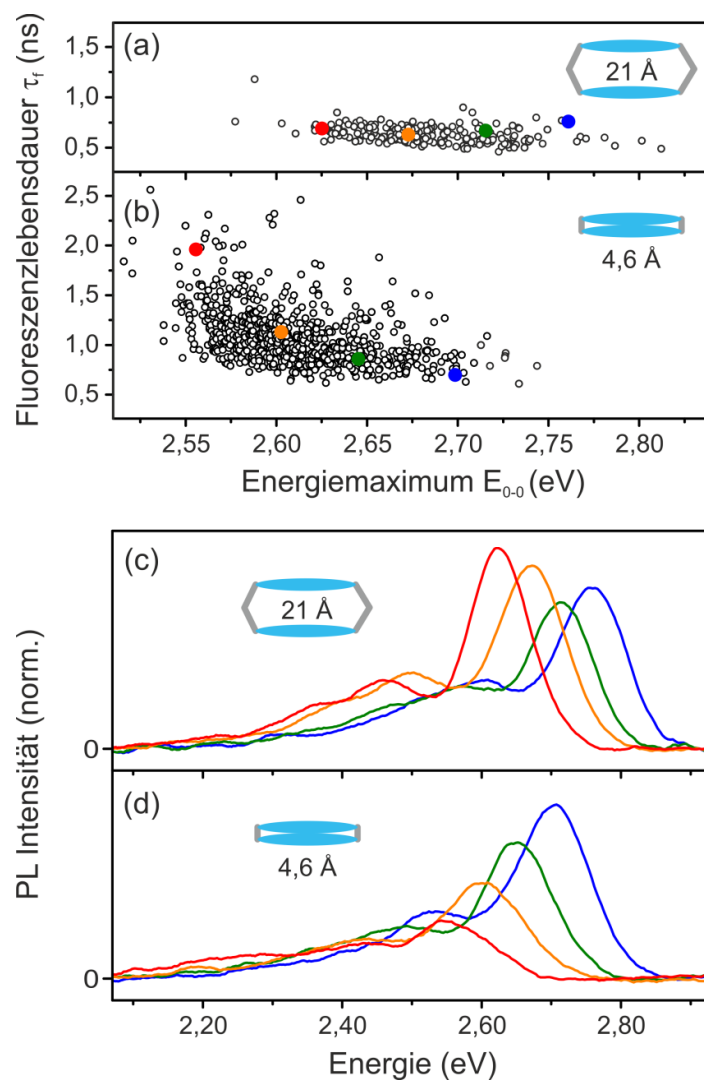 (a)
21 Å
1,5
1,0
0,5
(b)
4,6 Å
2,5
2,0
1,5
1,0
0,5
Fluoreszenzlebensdauer τf (ns)
2,55 2,60 2,65 2,70 2,75 2,80
Energiemaximum E0-0 (eV)
(c)
21 Å
0
(d)
4,6 Å
0
PL Intensität (norm.)
2,20 2,40 2,60 2,80
Energie (eV)